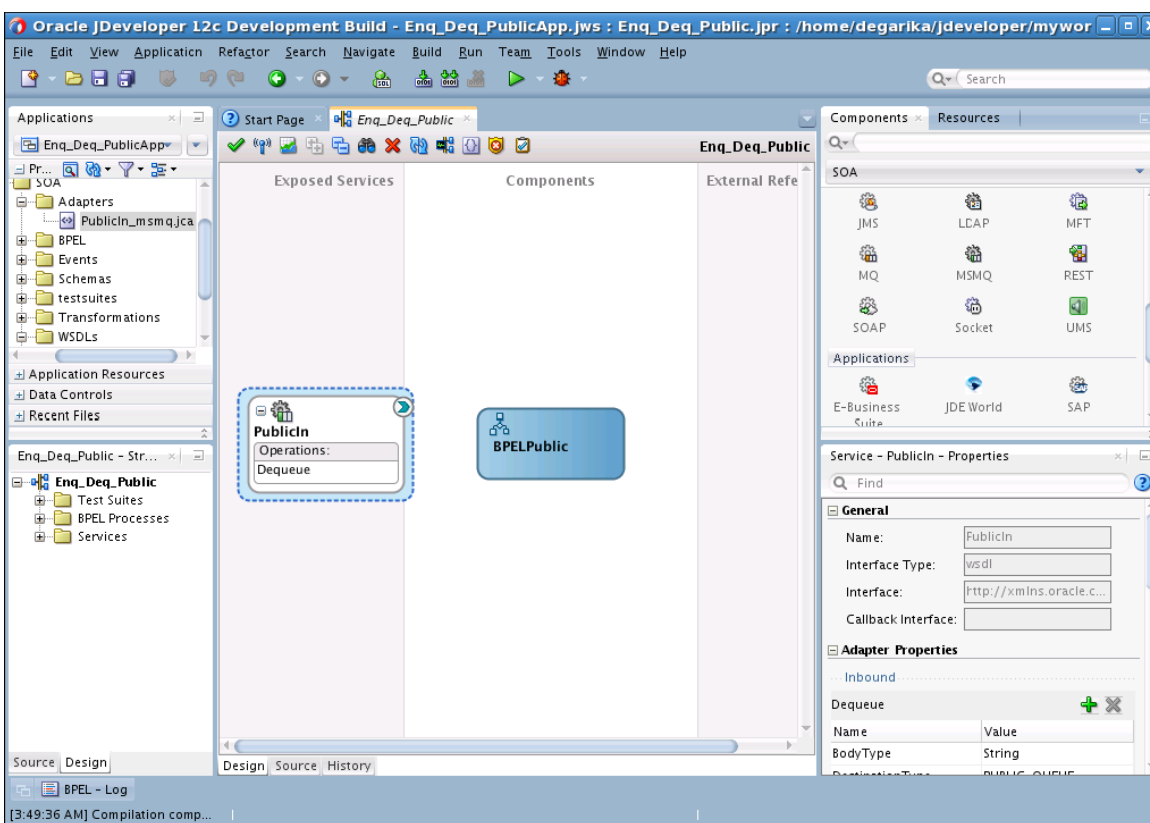 Oracle JDeveloper 12c Development Build - Enq_Deq_PublicApp.jws : Enq_Deq_Public.jpr : /home/degarika/jdeveloper/mywor
File Edit View Application Refactor Search Navigate Build Run Team Tools Window Help
Search
Applications
Enq_Deq_PublicApp
Pr...
SOA
Adapters
PublicIn_msmq.jca
BPEL
Events
Schemas
testsuites
Transformations
WSDLs
Application Resources
Data Controls
Recent Files
Enq_Deq_Public - Str...
Enq_Deq_Public
Test Suites
BPEL Processes
Services
Source Design
Start Page Enq_Deq_Public
Enq_Deq_Public
Exposed Services Components External Refe
PublicIn
Operations:
Dequeue
BPELPublic
Design Source History
Components Resources
SOA
JMS LDAP MFT
MQ MSMQ REST
SOAP Socket UMS
Applications
E-Business Suite JDE World SAP
Service - PublicIn - Properties
Find
General
Name: PublicIn
Interface Type: wsdl
Interface: http://xmlns.oracle.c...
Callback Interface:
Adapter Properties
Inbound
Dequeue
Name Value
BodyType String
DestinationType PUBLIC_QUEUE
BPEL - Log
[3:49:36 AM] Compilation comp...